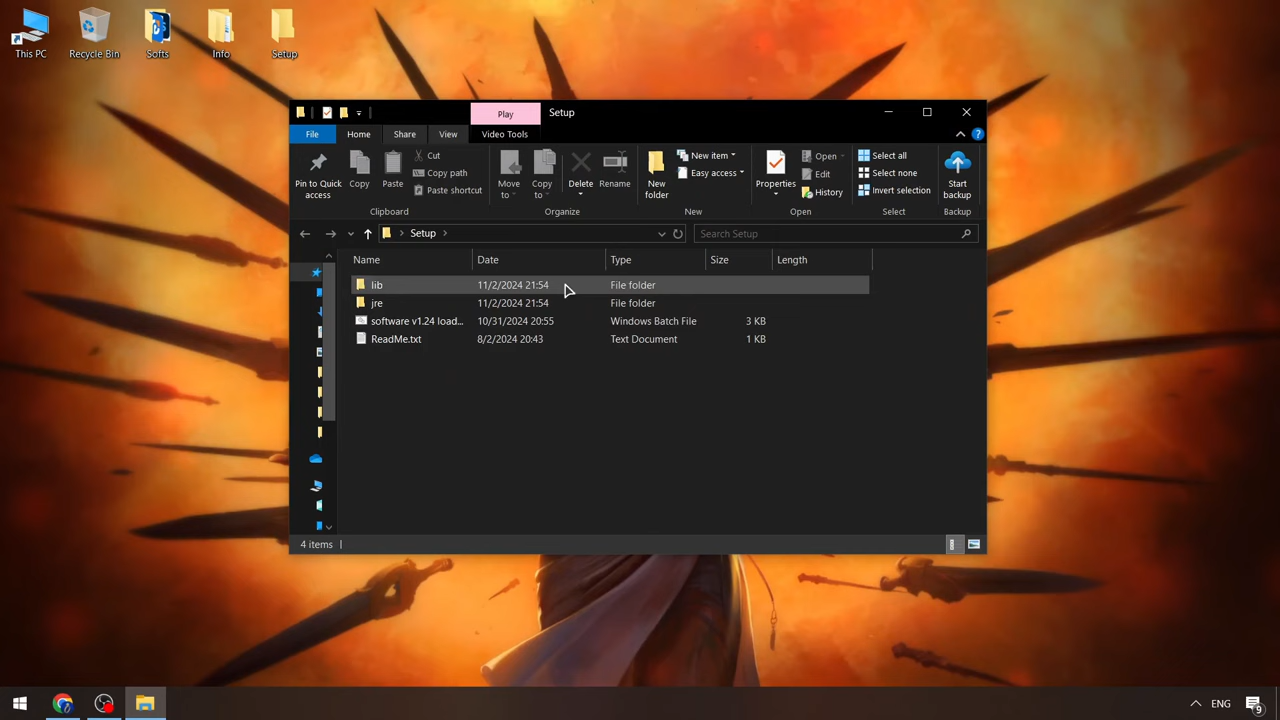 This PC
Recycle Bin
Softs
Info
Setup
Play
Setup
File
Home
Share
View
Video Tools
Pin to Quick access
Copy
Paste
Cut
Copy path
Paste shortcut
Clipboard
Move to
Copy to
Delete
Rename
Organize
New folder
New item
Easy access
New
Properties
Open
Edit
History
Open
Select all
Select none
Invert selection
Select
Start backup
Backup
Setup
Search Setup
Name Date Type Size Length
lib 11/2/2024 21:54 File folder
jre 11/2/2024 21:54 File folder
software v1.24 load... 10/31/2024 20:55 Windows Batch File 3 KB
ReadMe.txt 8/2/2024 20:43 Text Document 1 KB
4 items
ENG
9